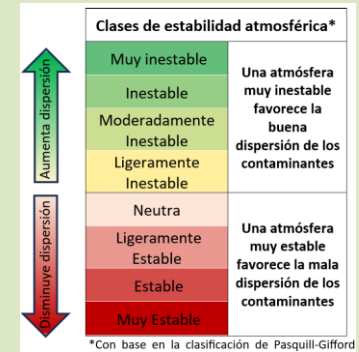 Clases de estabilidad atmosférica*
Aumenta dispersión
Muy inestable
Inestable
Moderadamente
Inestable
Ligeramente
Inestable
Una atmósfera
muy inestable
favorece la
buena
dispersión de los
contaminantes
Disminuye dispersión
Neutra
Ligeramente
Estable
Estable
Muy Estable
Una atmósfera
muy estable
favorece la mala
dispersión de los
contaminantes
*Con base en la clasificación de Pasquill-Gifford